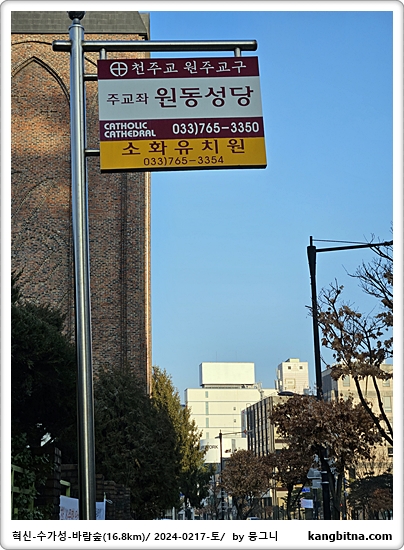 천주교 원주교구
주교좌 원동성당
CATHOLIC CATHEDRAL 033)765-3350
소화유치원
033)765-3354
혁신-수가성-바람숲(16.8km)/ 2024-0217-토/ by 몽그니
kangbitna.com